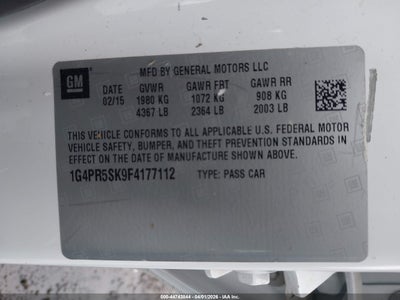 GM
MFD BY GENERAL MOTORS LLC
DATE GVWR GAWR FRT GAWR RR
02/15 1980 KG 1072 KG 908 KG
4367 LB 2364 LB 2003 LB
THIS VEHICLE CONFORMS TO ALL APPLICABLE U.S. FEDERAL MOTOR
VEHICLE SAFETY, BUMPER, AND THEFT PREVENTION STANDARDS IN
EFFECT ON THE DATE OF MANUFACTURE SHOWN ABOVE.
1G4PR5SK9F4177112 TYPE: PASS CAR
000-44743844 - 04/01/2026 - IAAI.COM